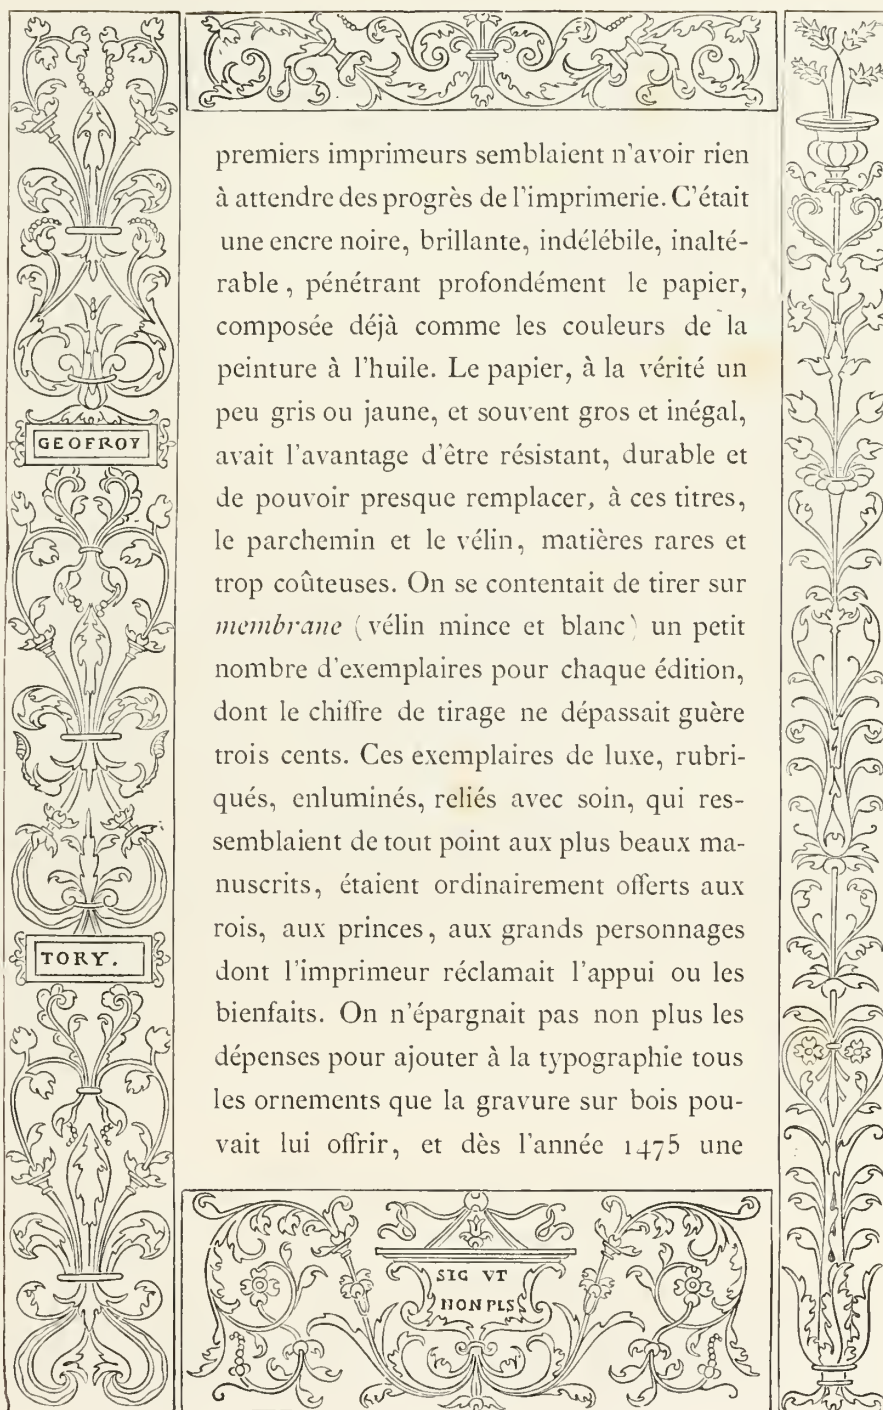 premiers imprimeurs semblaient n'avoir rien
à attendre des progrès de l'imprimerie. C'était
une encre noire, brillante, indélébile, inalté-
rable, pénétrant profondément le papier,
composée déjà comme les couleurs de la
peinture à l'huile. Le papier, à la vérité un
peu gris ou jaune, et souvent gros et inégal,
avait l'avantage d'être résistant, durable et
de pouvoir presque remplacer, à ces titres,
le parchemin et le vélin, matières rares et
trop coûteuses. On se contentait de tirer sur
membrane (vélin mince et blanc) un petit
nombre d'exemplaires pour chaque édition,
dont le chiffre de tirage ne dépassait guère
trois cents. Ces exemplaires de luxe, rubri-
qués, enluminés, reliés avec soin, qui res-
semblaient de tout point aux plus beaux ma-
nuscrits, étaient ordinairement offerts aux
rois, aux princes, aux grands personnages
dont l'imprimeur réclamait l'appui ou les
bienfaits. On n'épargnait pas non plus les
dépenses pour ajouter à la typographie tous
les ornements que la gravure sur bois pou-
vait lui offrir, et dès l'année 1475 une
GEOFROY
TORY.
SIC VT
NON PLS